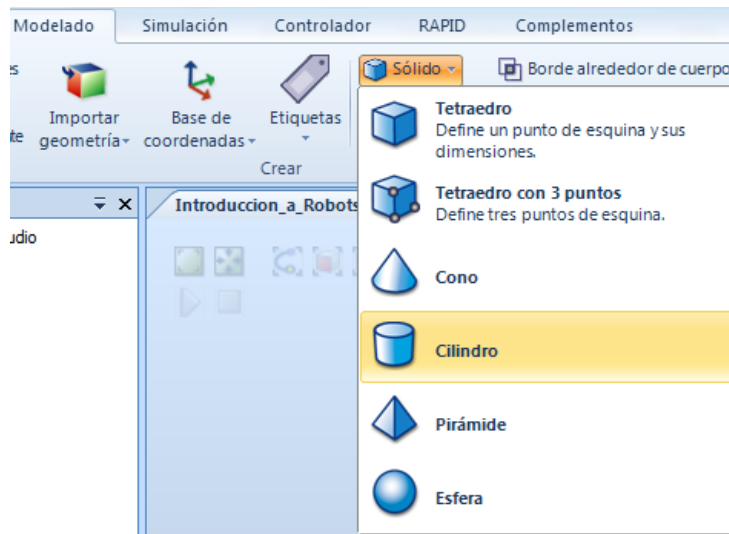 Modelado Simulación Controlador RAPID Complementos
Sólido Borde alrededor de cuerpo
Importar geometría
Base de coordenadas
Etiquetas
Crear
Introduccion_a_Robots
Tetraedro
Define un punto de esquina y sus
dimensiones.
Tetraedro con 3 puntos
Define tres puntos de esquina.
Cono
Cilindro
Pirámide
Esfera